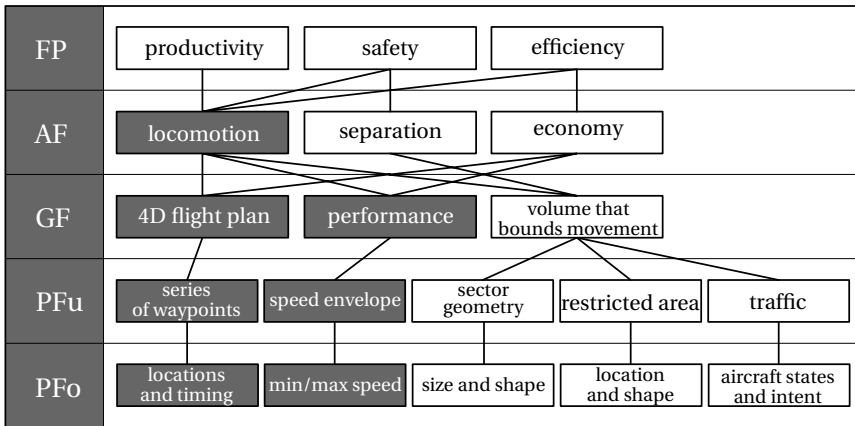 FP
productivity
safety
efficiency
AF
locomotion
separation
economy
GF
4D flight plan
performance
volume that
bounds movement
PFu
series
of waypoints
speed envelope
sector
geometry
restricted area
traffic
PFo
locations
and timing
min/max speed
size and shape
location
and shape
aircraft states
and intent